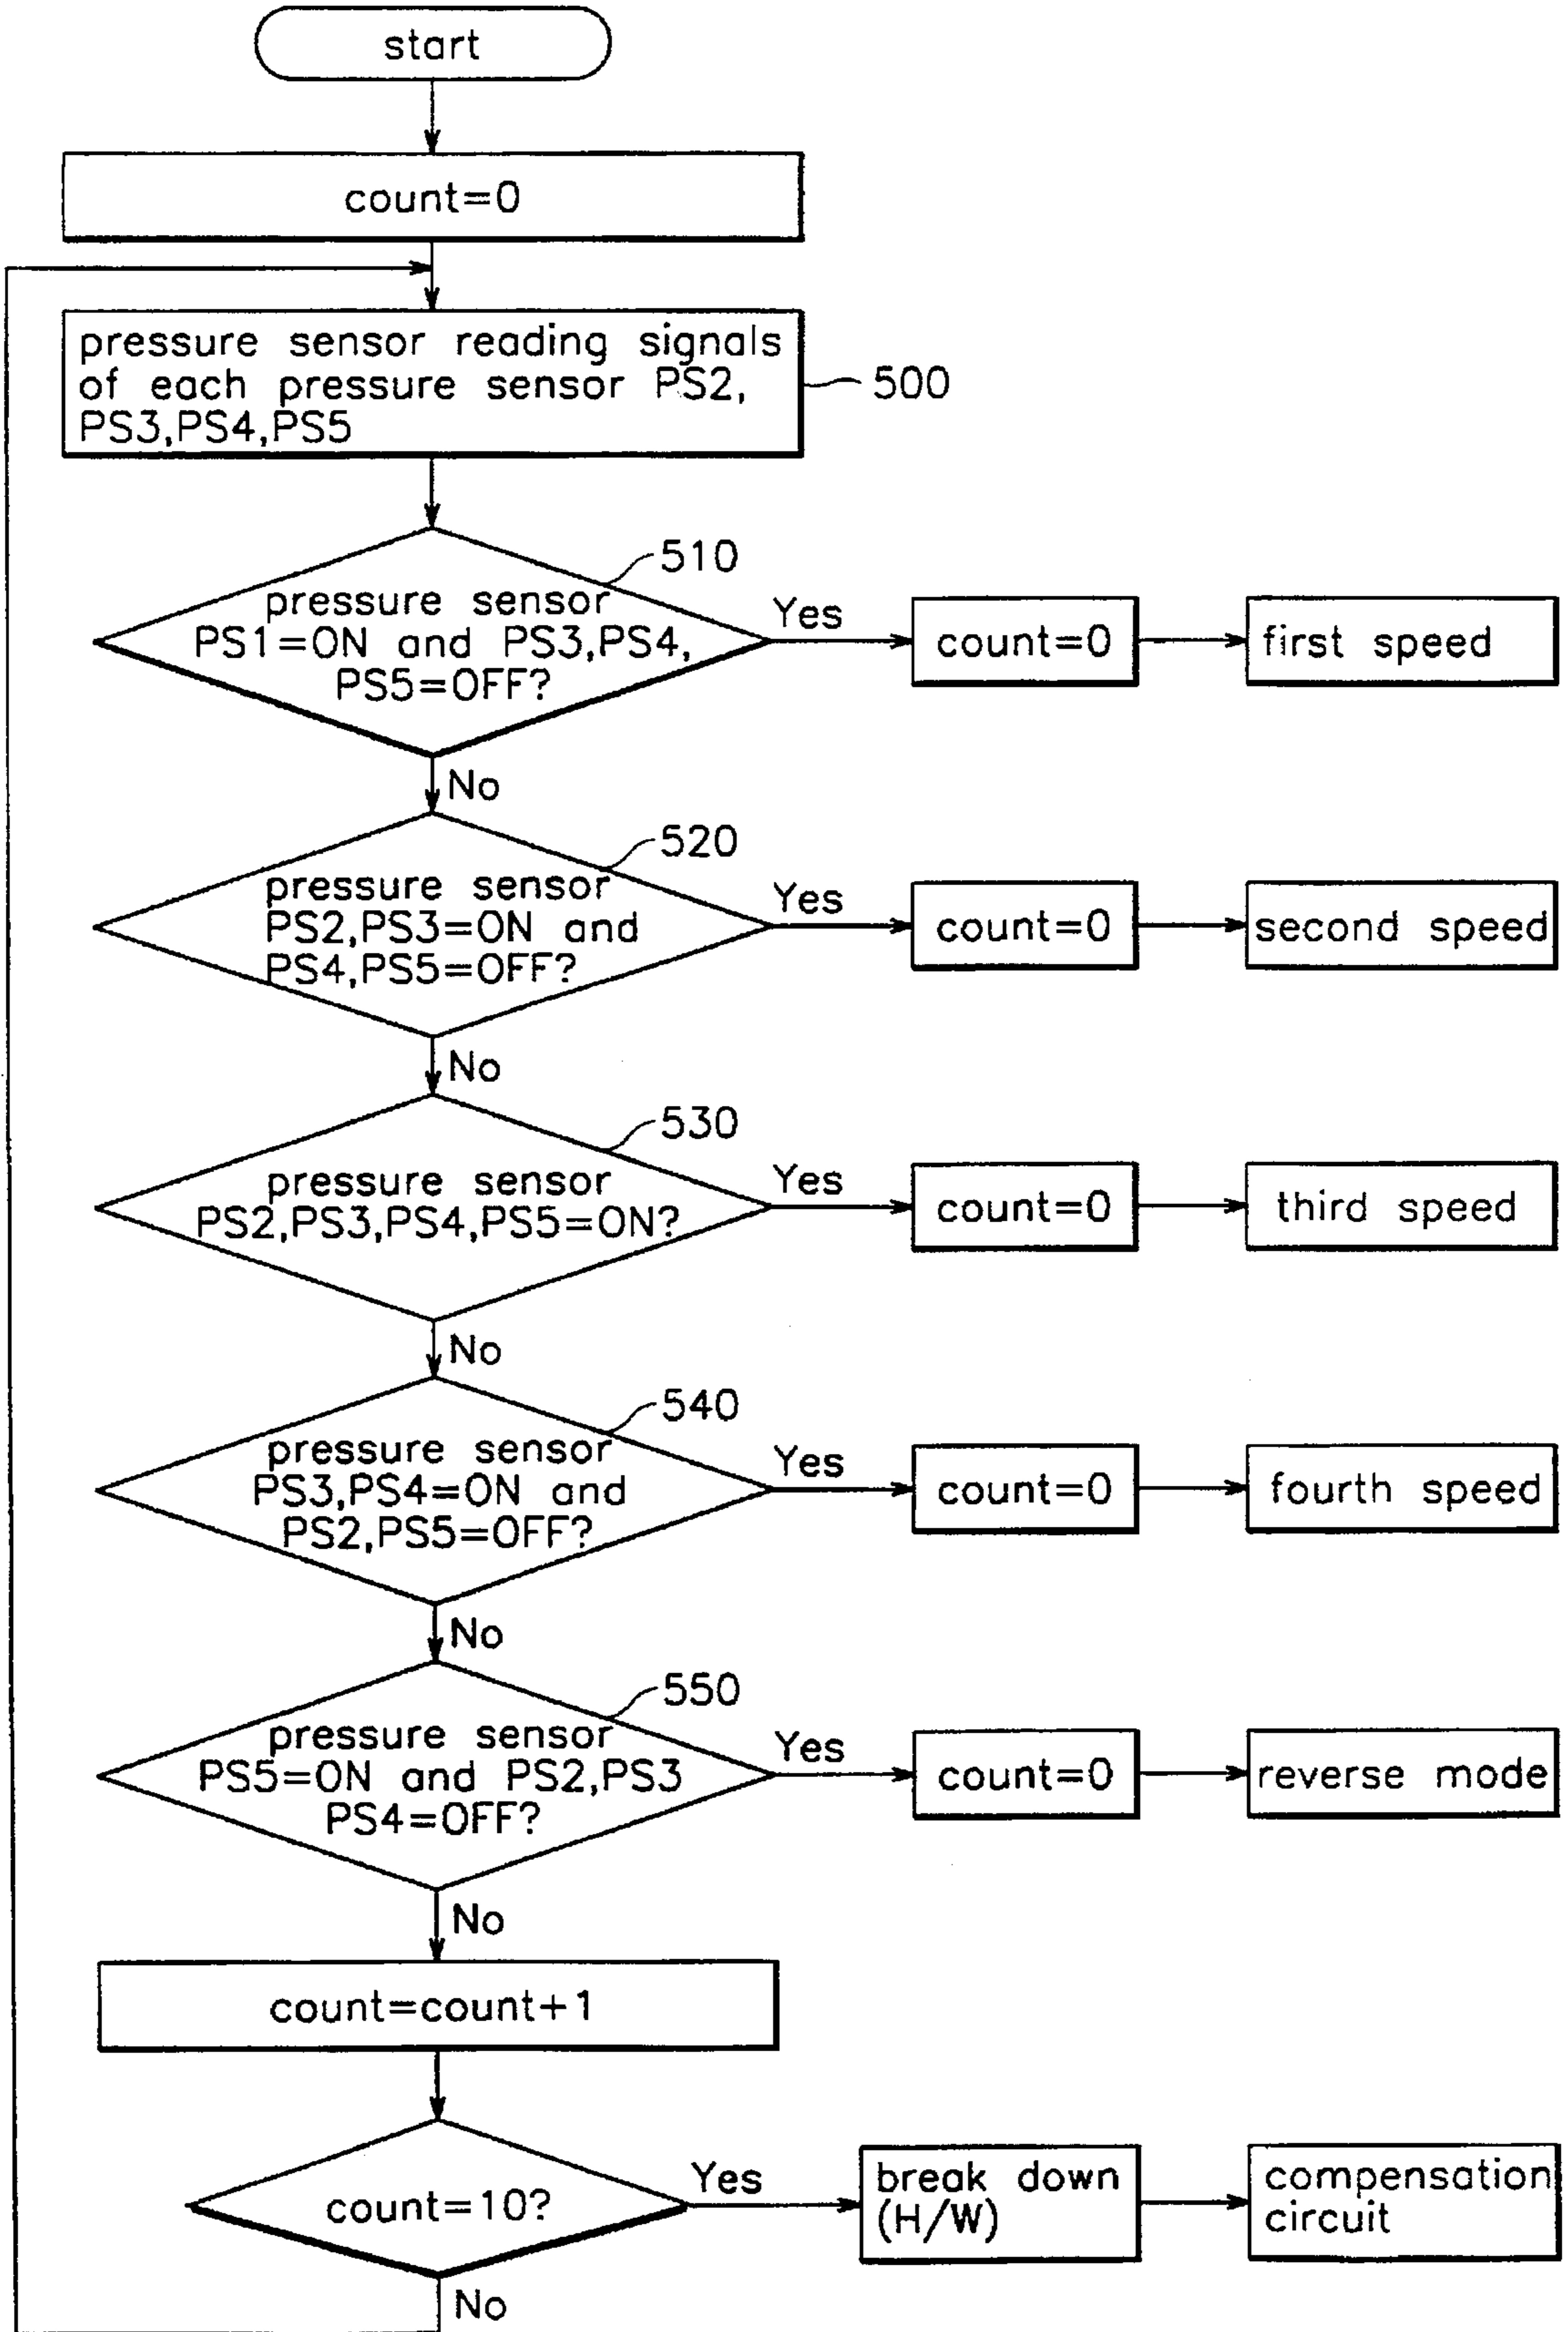 start
count=0
pressure sensor reading signals
of each pressure sensor PS2,
PS3,PS4,PS5
500
510
pressure sensor
PS1=ON and PS3,PS4,
PS5=OFF?
Yes
count=0
first speed
No
520
pressure sensor
PS2,PS3=ON and
PS4,PS5=OFF?
Yes
count=0
second speed
No
530
pressure sensor
PS2,PS3,PS4,PS5=ON?
Yes
count=0
third speed
No
540
pressure sensor
PS3,PS4=ON and
PS2,PS5=OFF?
Yes
count=0
fourth speed
No
550
pressure sensor
PS5=ON and PS2,PS3
PS4=OFF?
Yes
count=0
reverse mode
No
count=count+1
count=10?
Yes
break down
(H/W)
compensation
circuit
No